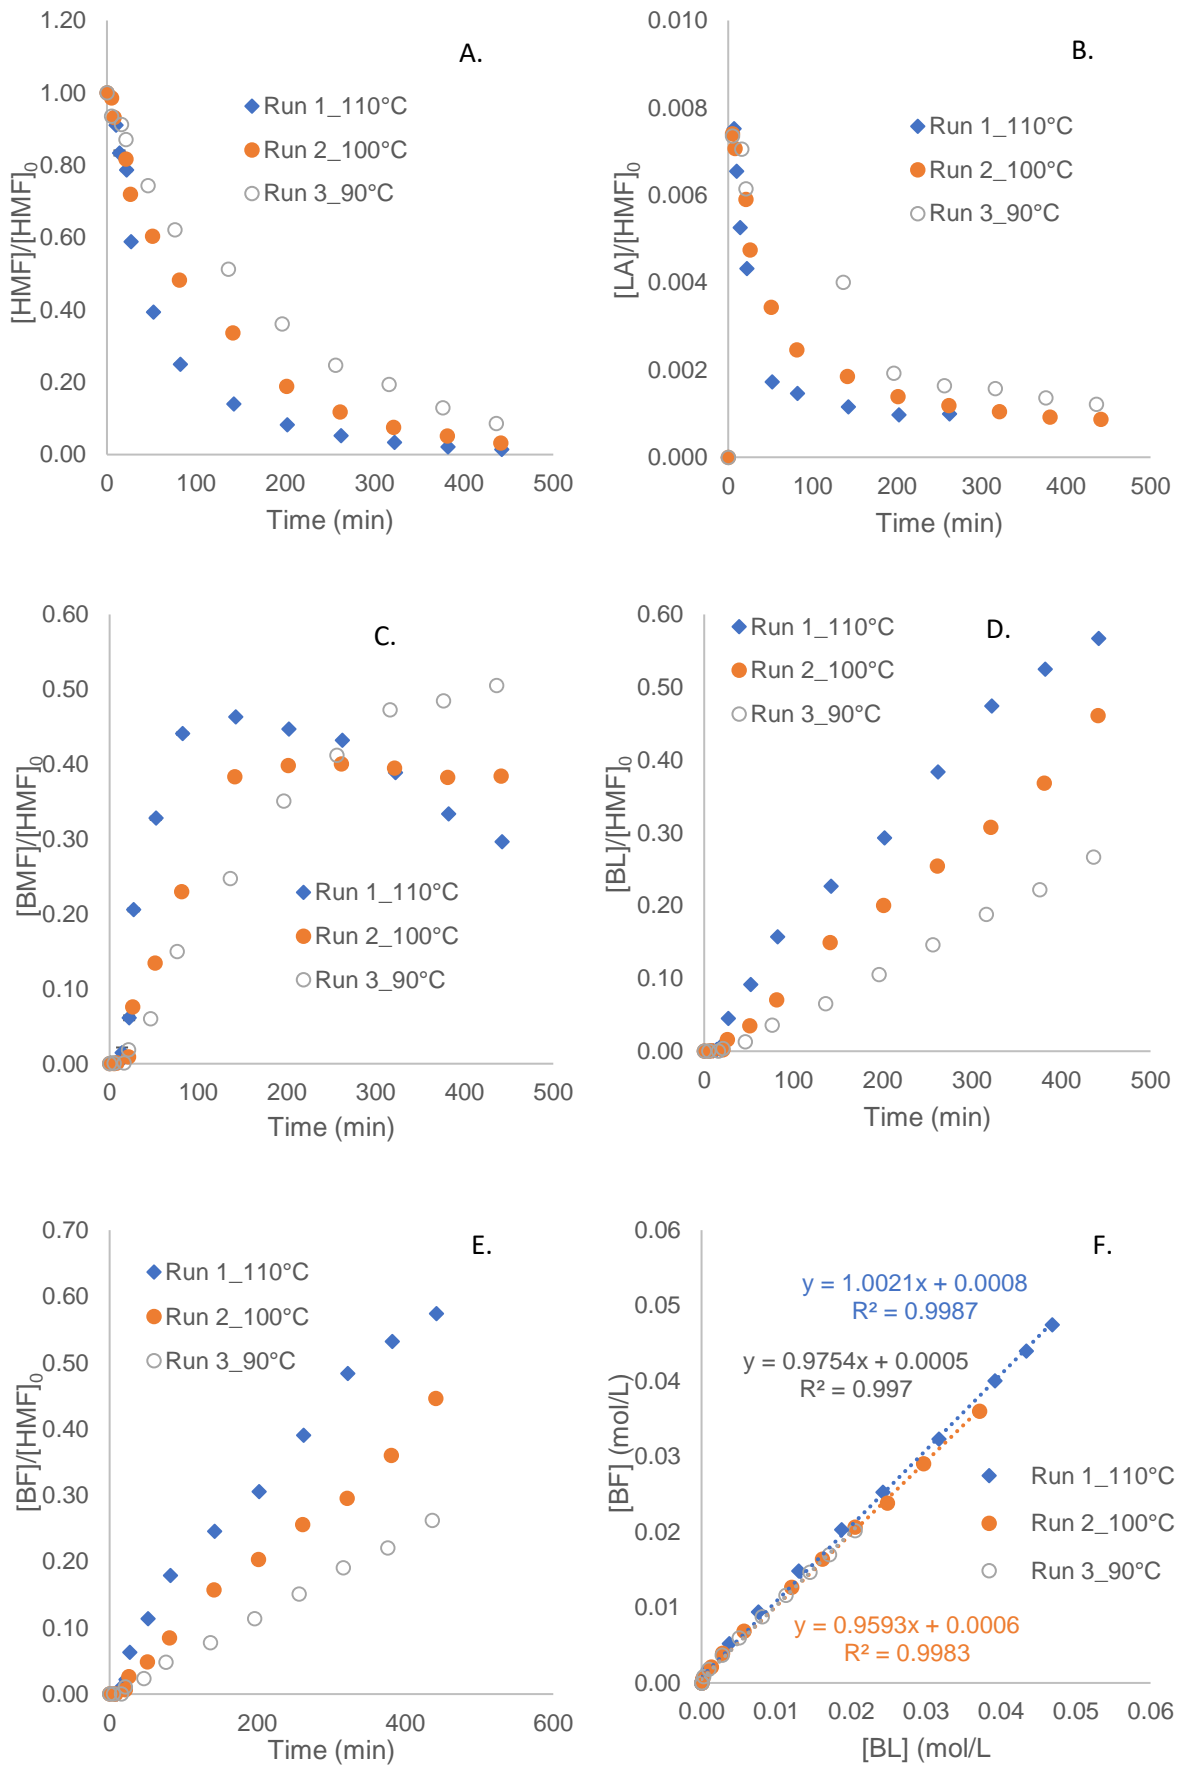 A.
1.20
1.00
0.80
0.60
0.40
0.20
0.00
[HMF]/[HMF]0
Run 1_110°C
Run 2_100°C
Run 3_90°C
0 100 200 300 400 500
Time (min)
B.
0.010
0.008
0.006
0.004
0.002
0.000
[LA]/[HMF]0
Run 1_110°C
Run 2_100°C
Run 3_90°C
0 100 200 300 400 500
Time (min)
C.
0.60
0.50
0.40
0.30
0.20
0.10
0.00
[BMF]/[HMF]0
Run 1_110°C
Run 2_100°C
Run 3_90°C
0 100 200 300 400 500
Time (min)
D.
0.60
0.50
0.40
0.30
0.20
0.10
0.00
[BL]/[HMF]0
Run 1_110°C
Run 2_100°C
Run 3_90°C
0 100 200 300 400 500
Time (min)
E.
0.70
0.60
0.50
0.40
0.30
0.20
0.10
0.00
[BF]/[HMF]0
Run 1_110°C
Run 2_100°C
Run 3_90°C
0 200 400 600
Time (min)
F.
0.06
0.05
0.04
0.03
0.02
0.01
0.00
[BF] (mol/L)
y = 1.0021x + 0.0008
R² = 0.9987
y = 0.9754x + 0.0005
R² = 0.997
Run 1_110°C
Run 2_100°C
Run 3_90°C
y = 0.9593x + 0.0006
R² = 0.9983
0.00 0.01 0.02 0.03 0.04 0.05 0.06
[BL] (mol/L